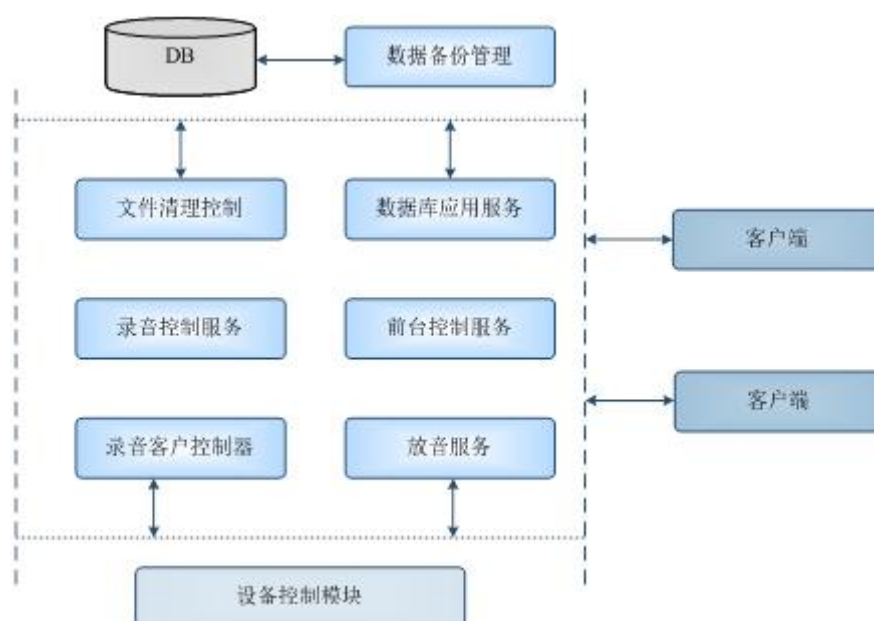 DB
数据备份管理
文件清理控制
数据库应用服务
客户端
录音控制服务
前台控制服务
客户端
录音客户控制器
放音服务
设备控制模块